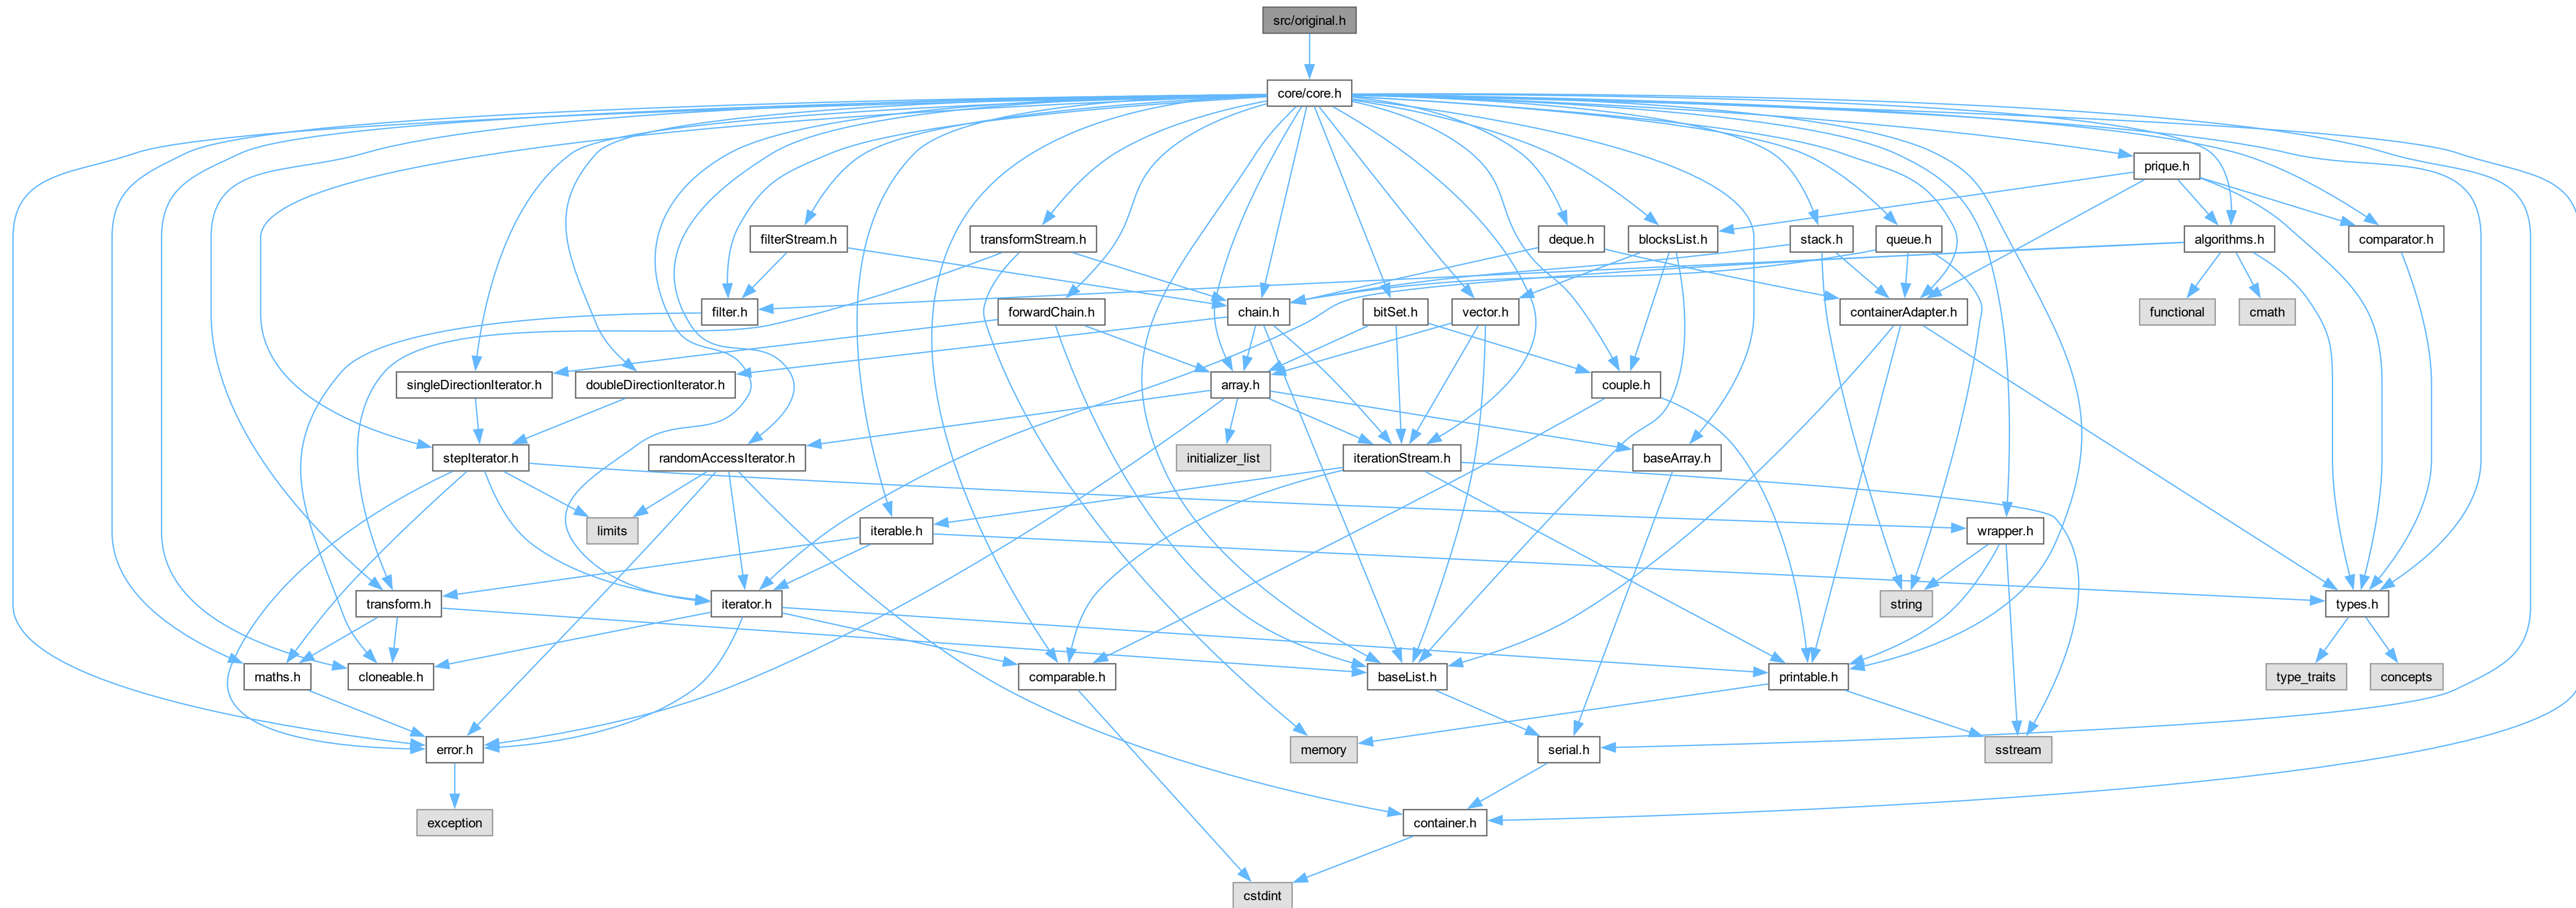 src/original.h
core/core.h
prique.h
filterStream.h
transformStream.h
deque.h
blocksList.h
stack.h
queue.h
algorithms.h
comparator.h
filter.h
forwardChain.h
chain.h
bitSet.h
vector.h
containerAdapter.h
functional
cmath
singleDirectionIterator.h
doubleDirectionIterator.h
array.h
couple.h
stepIterator.h
randomAccessIterator.h
initializer_list
iterationStream.h
baseArray.h
limits
iterable.h
wrapper.h
transform.h
iterator.h
string
types.h
maths.h
cloneable.h
comparable.h
baseList.h
printable.h
type_traits
concepts
error.h
memory
serial.h
sstream
exception
container.h
cstdint